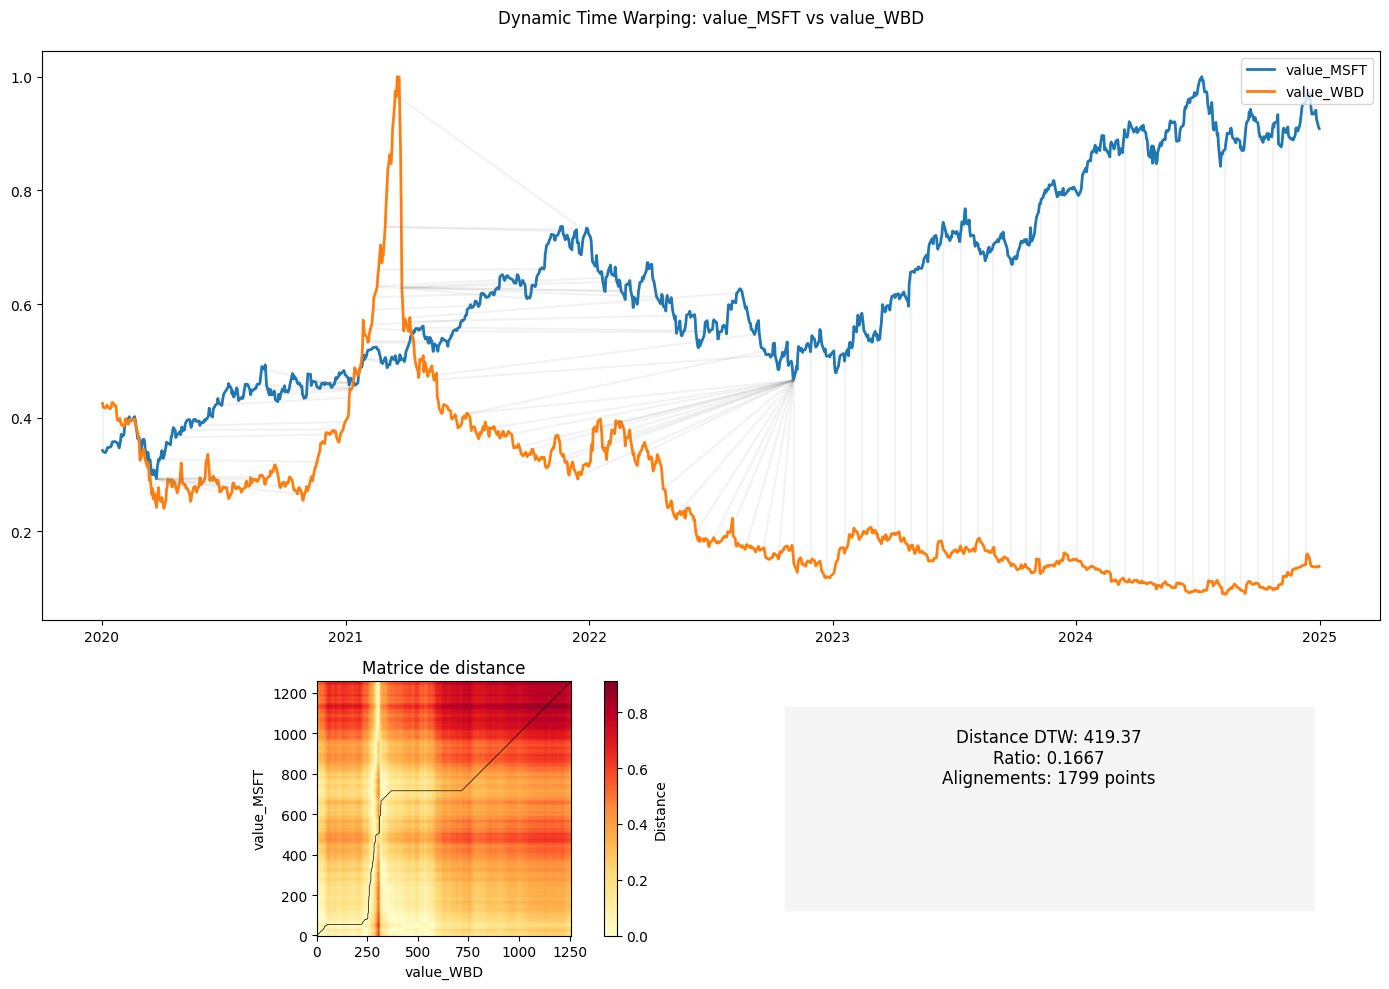 Dynamic Time Warping: value_MSFT vs value_WBD
value_MSFT
value_WBD
1.0
0.8
0.6
0.4
0.2
2020 2021 2022 2023 2024 2025
Matrice de distance
value_MSFT
1200
1000
800
600
400
200
0
0 250 500 750 1000 1250
value_WBD
0.8
0.6
0.4
0.2
0.0
Distance
Distance DTW: 419.37
Ratio: 0.1667
Alignements: 1799 points